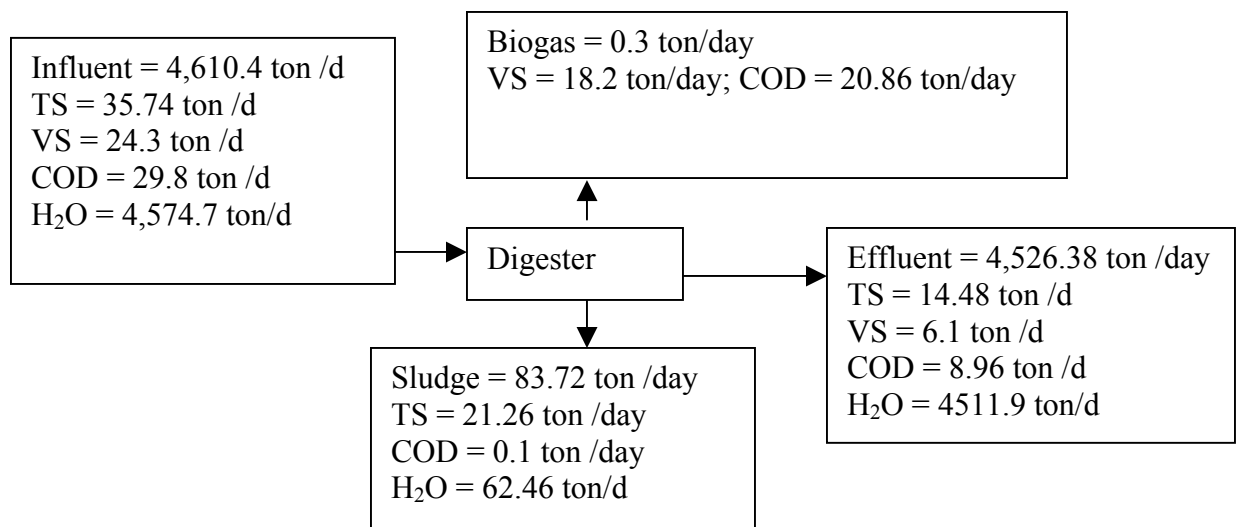 Influent = 4,610.4 ton /d
TS = 35.74 ton /d
VS = 24.3 ton /d
COD = 29.8 ton /d
H₂O = 4,574.7 ton/d
Biogas = 0.3 ton/day
VS = 18.2 ton/day; COD = 20.86 ton/day
Digester
Effluent = 4,526.38 ton /day
TS = 14.48 ton /d
VS = 6.1 ton /d
COD = 8.96 ton /d
H₂O = 4511.9 ton/d
Sludge = 83.72 ton /day
TS = 21.26 ton /day
COD = 0.1 ton /day
H₂O = 62.46 ton/d